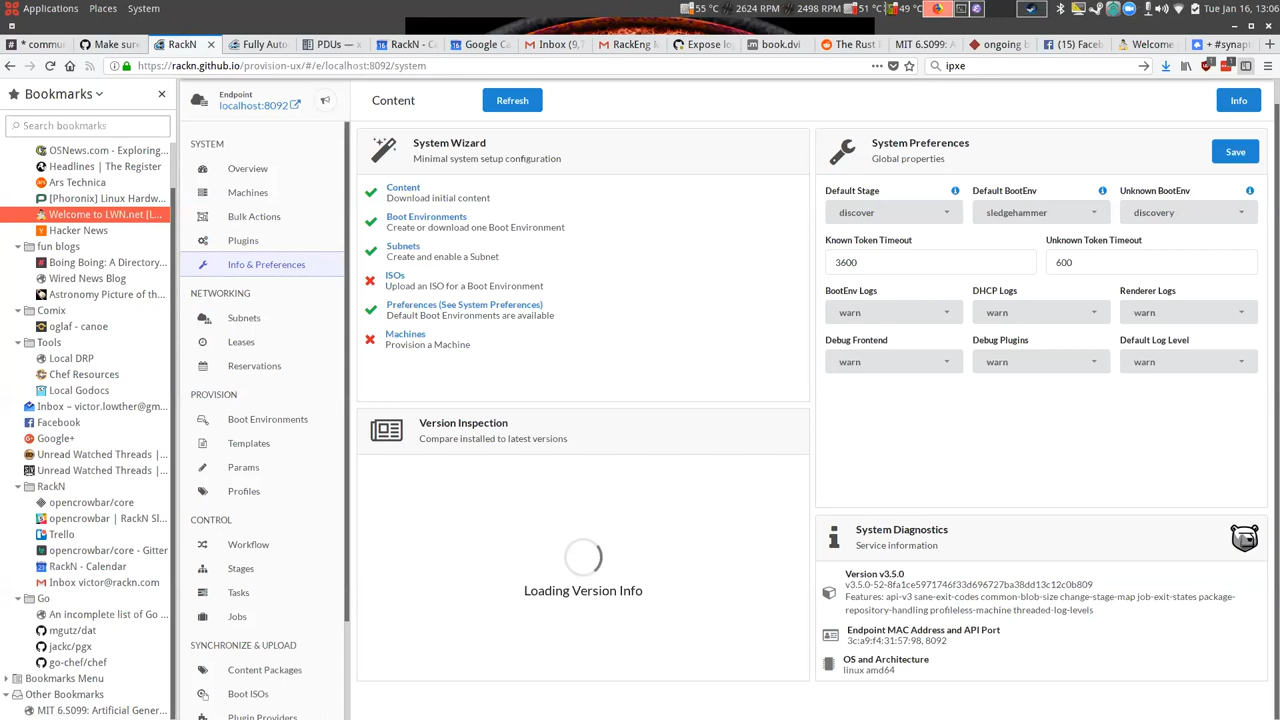 Applications Places System 55 °C 2624 RPM 2498 RPM 51 °C 49 °C Tue Jan 16, 13:06
* commu Make sure RackN Fully Auto PDUs — x RackN - C Google Ca Inbox (9, RackEng M Expose lo book.dvi The Rust MIT 6.S099: ongoing b (15) Faceb Welcome + #synap
https://rackn.github.io/provision-ux/#/e/localhost:8092/system
ipxe
Bookmarks
Search bookmarks
OSNews.com - Exploring...
Headlines | The Register
Ars Technica
[Phoronix] Linux Hardw...
Welcome to LWN.net [L...
Hacker News
fun blogs
Boing Boing: A Directory...
Wired News Blog
Astronomy Picture of th...
Comix
oglaf - canoe
Tools
Local DRP
Chef Resources
Local Godocs
Inbox – victor.lowther@gm...
Facebook
Google+
Unread Watched Threads |...
Unread Watched Threads |...
RackN
opencrowbar/core
opencrowbar | RackN Sl...
Trello
opencrowbar/core - Gitter
RackN - Calendar
Inbox victor@rackn.com
Go
An incomplete list of Go ...
mgutz/dat
jackc/pgx
go-chef/chef
Bookmarks Menu
Other Bookmarks
MIT 6.S099: Artificial Gener...
Endpoint
localhost:8092
SYSTEM
Overview
Machines
Bulk Actions
Plugins
Info & Preferences
NETWORKING
Subnets
Leases
Reservations
PROVISION
Boot Environments
Templates
Params
Profiles
CONTROL
Workflow
Stages
Tasks
Jobs
SYNCHRONIZE & UPLOAD
Content Packages
Boot ISOs
Plugin Providers
Content
Refresh
Info
System Wizard
Minimal system setup configuration
Content
Download initial content
Boot Environments
Create or download one Boot Environment
Subnets
Create and enable a Subnet
ISOs
Upload an ISO for a Boot Environment
Preferences (See System Preferences)
Default Boot Environments are available
Machines
Provision a Machine
Version Inspection
Compare installed to latest versions
Loading Version Info
System Preferences
Global properties
Save
Default Stage Default BootEnv Unknown BootEnv
discover sledgehammer discovery
Known Token Timeout Unknown Token Timeout
3600 600
BootEnv Logs DHCP Logs Renderer Logs
warn warn warn
Debug Frontend Debug Plugins Default Log Level
warn warn warn
System Diagnostics
Service information
Version v3.5.0
v3.5.0-52-8fa1ce5971746f33d696727ba38dd13c12c0b809
Features: api-v3 sane-exit-codes common-blob-size change-stage-map job-exit-states package-
repository-handling profileless-machine threaded-log-levels
Endpoint MAC Address and API Port
3c:a9:f4:31:57:98, 8092
OS and Architecture
linux amd64